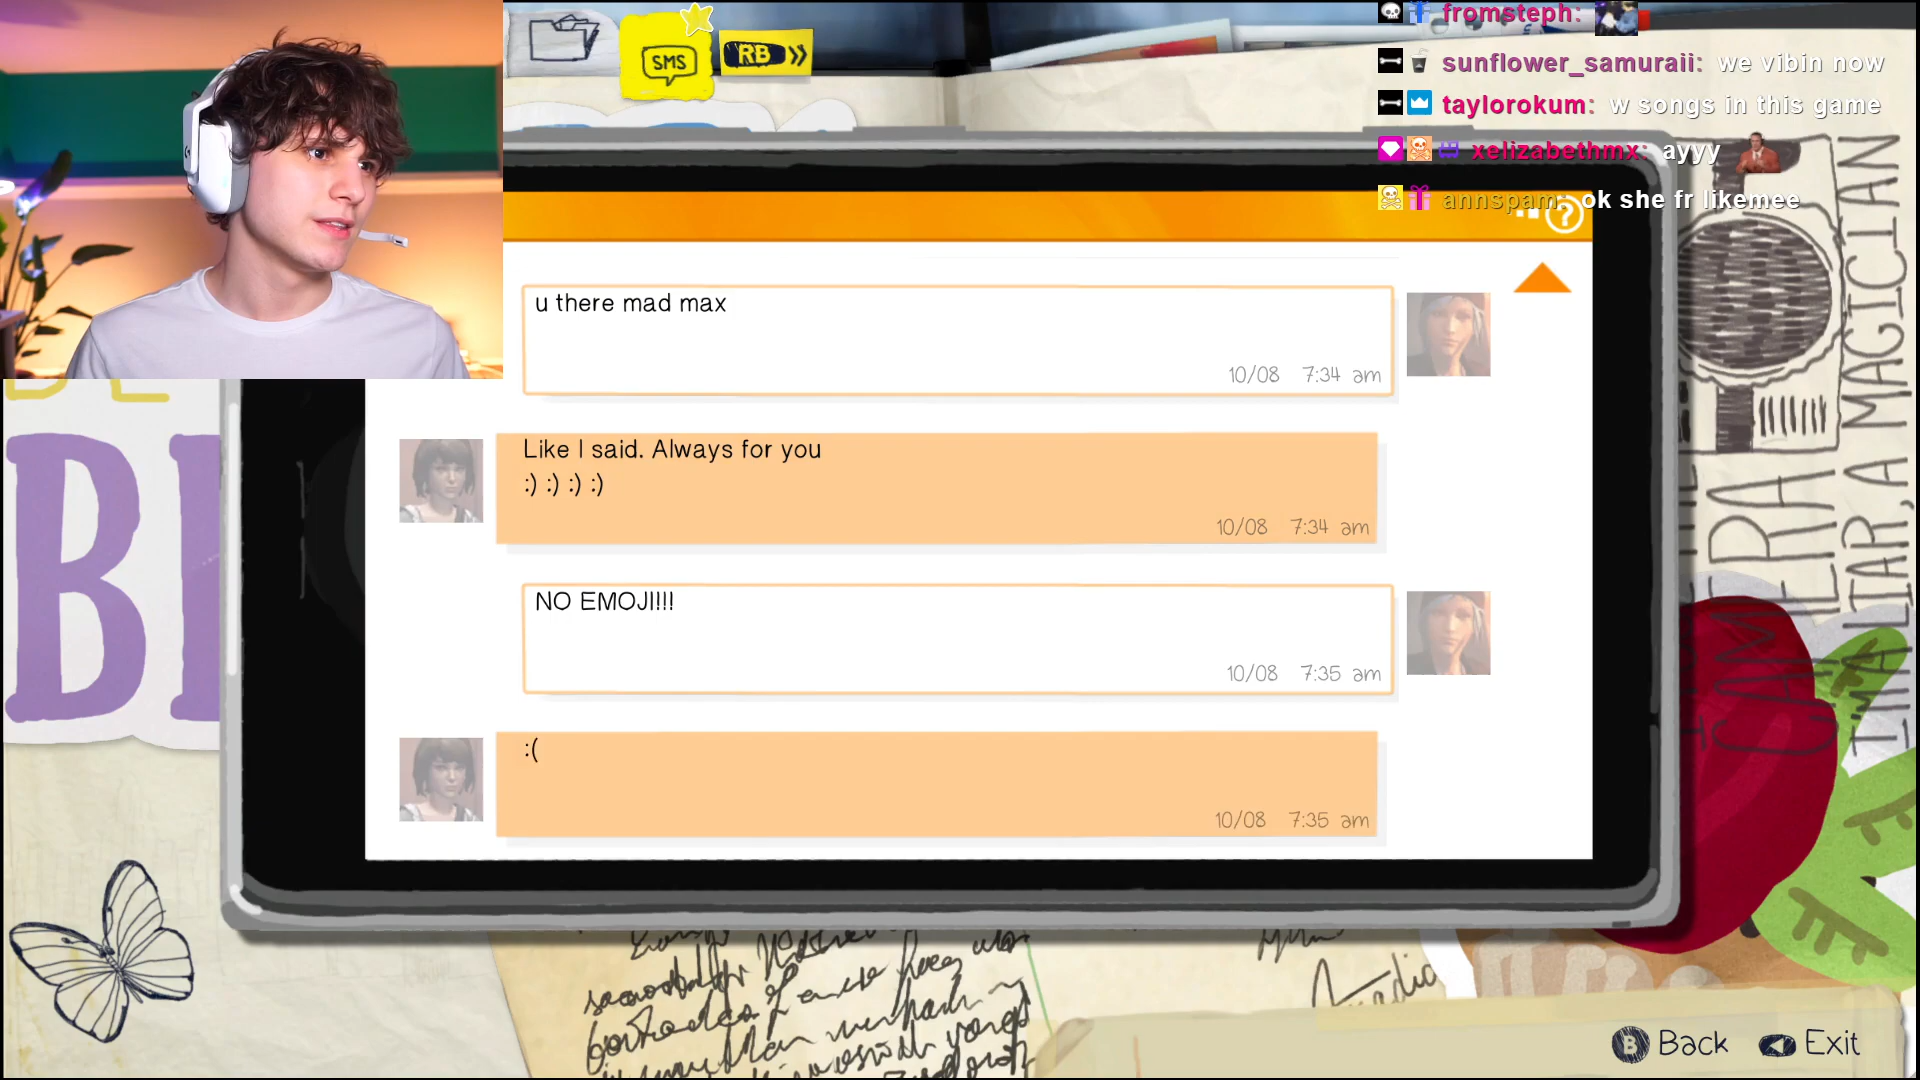 SMS
RB
fromsteph:
sunflower_samuraii: we vibin now
taylorokum: w songs in this game
xelizabethmx: ayyy
annspam: ok she fr likemee
u there mad max
10/08 7:34 am
Like I said. Always for you
:) :) :) :)
10/08 7:34 am
NO EMOJI!!!
10/08 7:35 am
:(
10/08 7:35 am
CAMERA
I'M ALTAR, A MAGICIAN
B Back
Exit